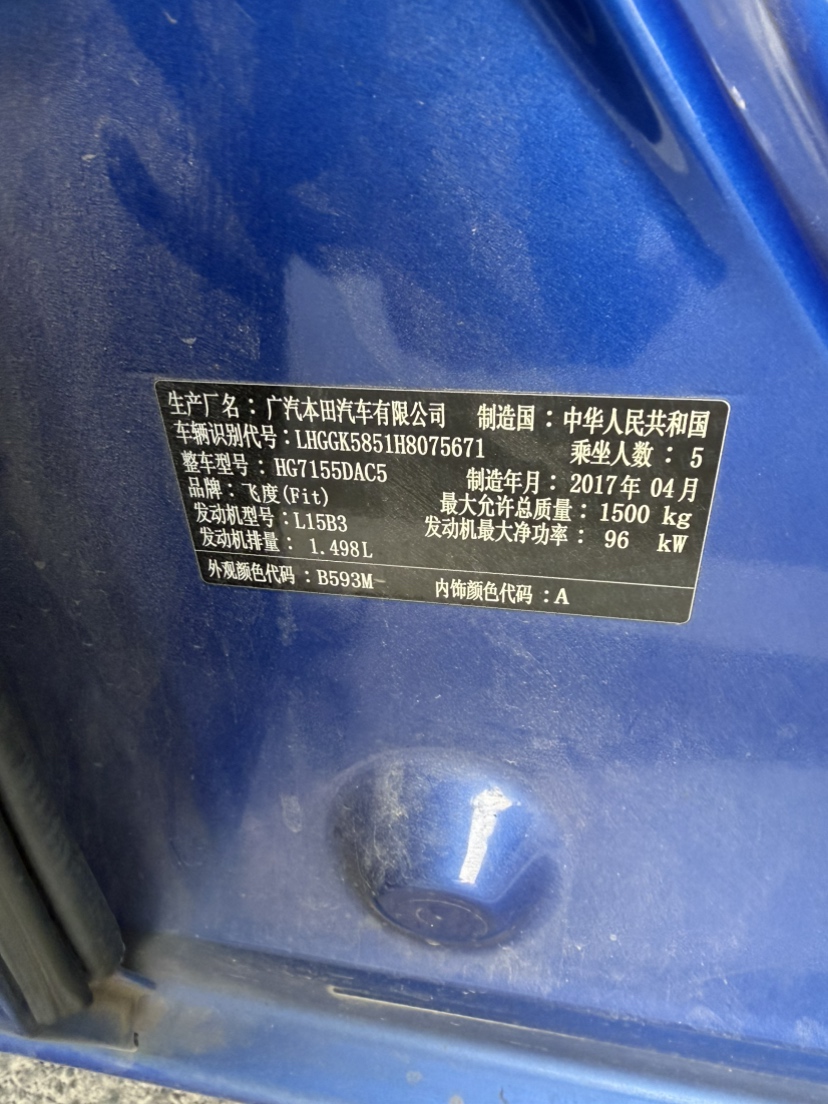 生产厂名：广汽本田汽车有限公司 制造国：中华人民共和国
车辆识别代号：LHGGK5851H8075671 乘坐人数：5
整车型号：HG7155DAC5 制造年月：2017年 04月
品牌：飞度(Fit) 最大允许总质量：1500 kg
发动机型号：L15B3 发动机最大净功率：96 kW
发动机排量：1.498L
外观颜色代码：B593M 内饰颜色代码：A